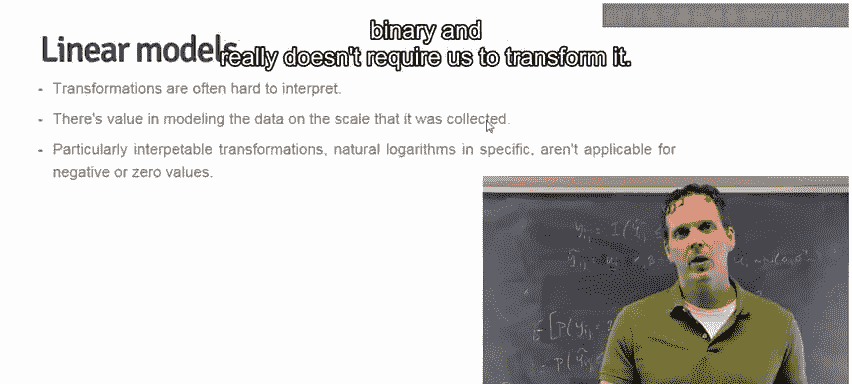 binary and
really doesn't require us to transform it.
Linear models
- Transformations are often hard to interpret.
- There's value in modeling the data on the scale that it was collected.
- Particularly interpetable transformations, natural logarithms in specific, aren't applicable for
negative or zero values.